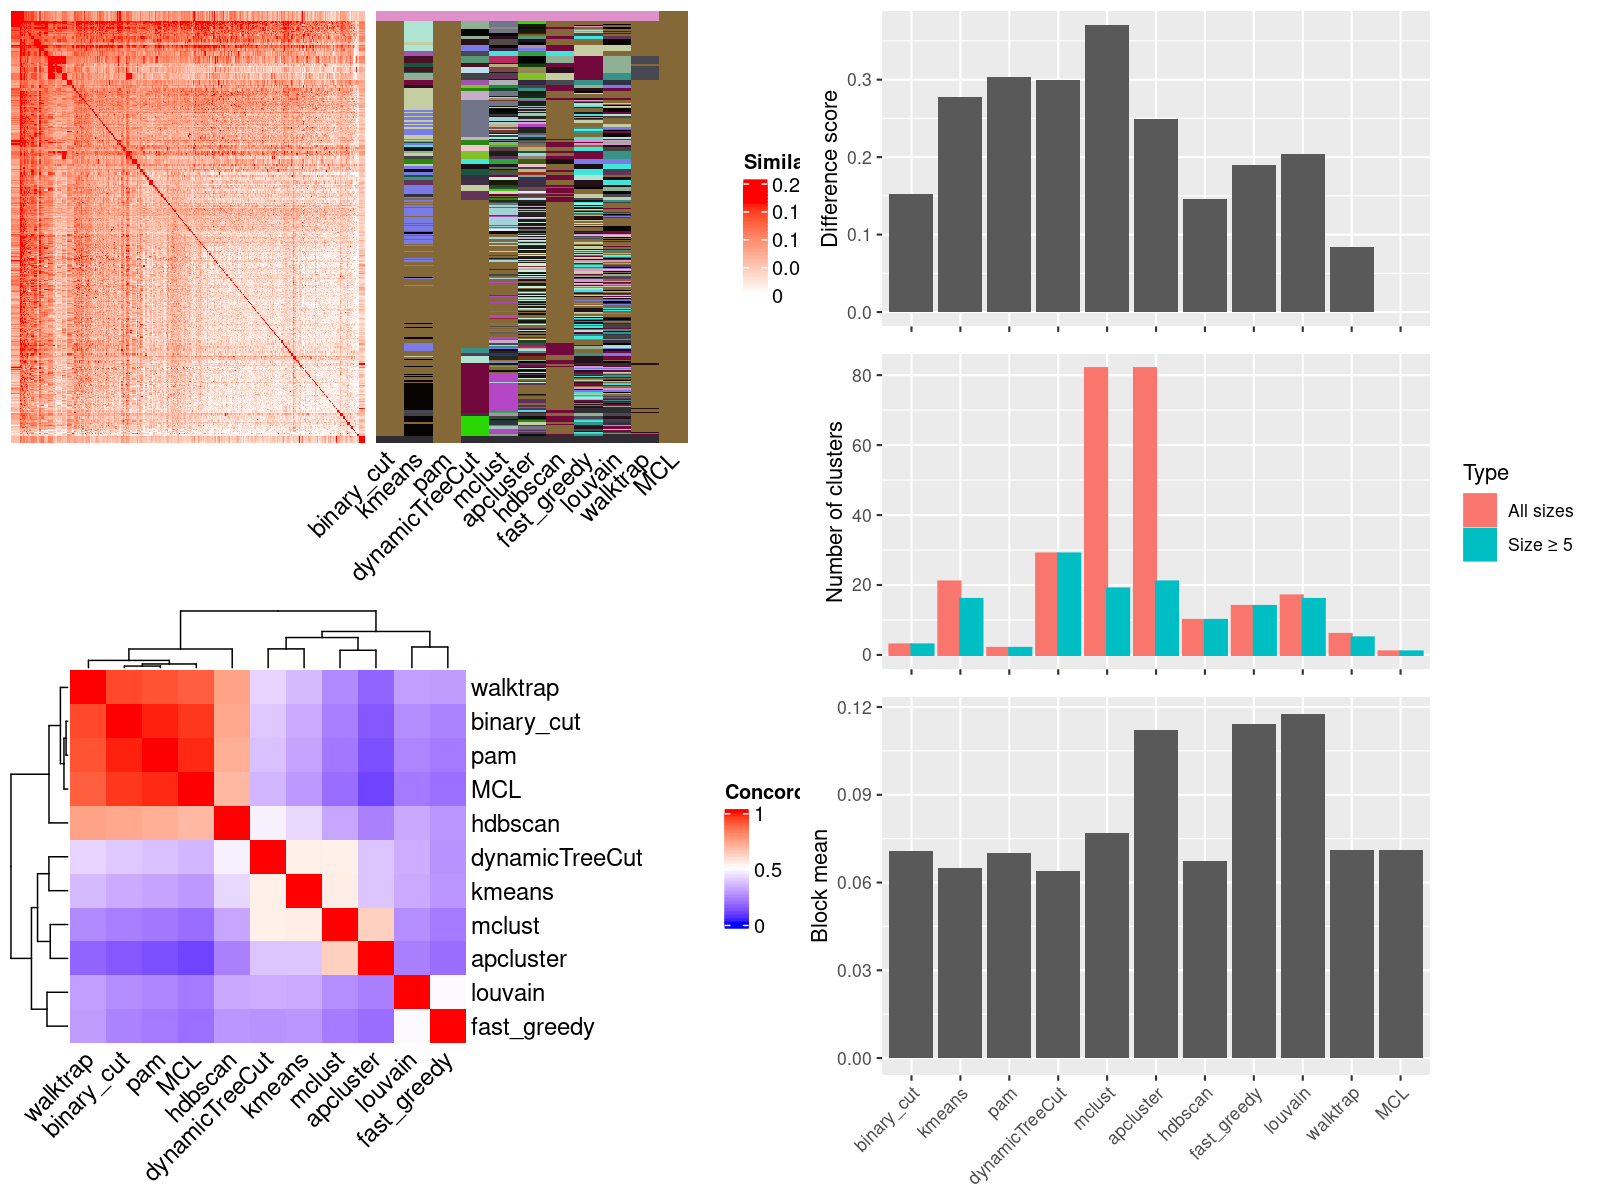 Simila
0.2
0.1
0.1
0.0
0
binary_cut
kmeans
pam
dynamicTreeCut
mclust
apcluster
hdbscan
fast_greedy
louvain
walktrap
MCL
walktrap
binary_cut
pam
MCL
hdbscan
dynamicTreeCut
kmeans
mclust
apcluster
louvain
fast_greedy
Concord
1
0.5
0
walktrap
binary_cut
pam
MCL
hdbscan
dynamicTreeCut
kmeans
mclust
apcluster
louvain
fast_greedy
Difference score
0.3
0.2
0.1
0.0
Number of clusters
80
60
40
20
0
Type
All sizes
Size ≥ 5
Block mean
0.12
0.09
0.06
0.03
0.00
binary_cut
kmeans
pam
dynamicTreeCut
mclust
apcluster
hdbscan
fast_greedy
louvain
walktrap
MCL